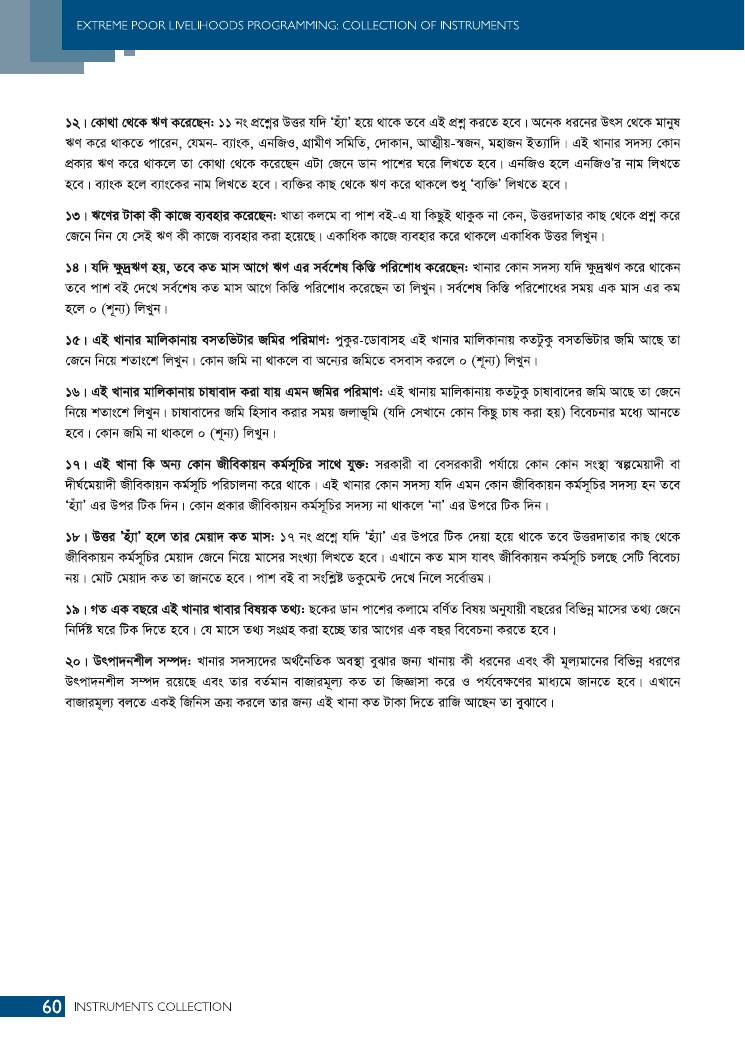 EXTREME POOR LIVELIHOODS PROGRAMMING: COLLECTION OF INSTRUMENTS
১২। কোথা থেকে ঋণ করেছেন: ১১ নং প্রশ্নের উত্তর যদি ‘হ্যাঁ’ হয়ে থাকে তবে এই প্রশ্ন করতে হবে। অনেক ধরনের উৎস থেকে মানুষ
ঋণ করে থাকতে পারেন, যেমন- ব্যাংক, এনজিও, গ্রামীণ সমিতি, দোকান, আত্মীয়-স্বজন, মহাজন ইত্যাদি। এই খানার সদস্য কোন
প্রকার ঋণ করে থাকলে তা কোথা থেকে করেছেন এটা জেনে ডান পাশের ঘরে লিখতে হবে। এনজিও হলে এনজিও’র নাম লিখতে
হবে। ব্যাংক হলে ব্যাংকের নাম লিখতে হবে। ব্যক্তির কাছ থেকে ঋণ করে থাকলে শুধু ‘ব্যক্তি’ লিখতে হবে।
১৩। ঋণের টাকা কী কাজে ব্যবহার করেছেন: খাতা কলমে বা পাশ বই-এ যা কিছুই থাকুক না কেন, উত্তরদাতার কাছ থেকে প্রশ্ন করে
জেনে নিন যে সেই ঋণ কী কাজে ব্যবহার করা হয়েছে। একাধিক কাজে ব্যবহার করে থাকলে একাধিক উত্তর লিখুন।
১৪। যদি ক্ষুদ্রঋণ হয়, তবে কত মাস আগে ঋণ এর সর্বশেষ কিস্তি পরিশোধ করেছেন: খানার কোন সদস্য যদি ক্ষুদ্রঋণ করে থাকেন
তবে পাশ বই দেখে সর্বশেষ কত মাস আগে কিস্তি পরিশোধ করেছেন তা লিখুন। সর্বশেষ কিস্তি পরিশোধের সময় এক মাস এর কম
হলে ০ (শূন্য) লিখুন।
১৫। এই খানার মালিকানায় বসতভিটার জমির পরিমাণ: পুকুর-ডোবাসহ এই খানার মালিকানায় কতটুকু বসতভিটার জমি আছে তা
জেনে নিয়ে শতাংশে লিখুন। কোন জমি না থাকলে বা অন্যের জমিতে বসবাস করলে ০ (শূন্য) লিখুন।
১৬। এই খানার মালিকানায় চাষাবাদ করা যায় এমন জমির পরিমাণ: এই খানায় মালিকানায় কতটুকু চাষাবাদের জমি আছে তা জেনে
নিয়ে শতাংশে লিখুন। চাষাবাদের জমি হিসাব করার সময় জলাভূমি (যদি সেখানে কোন কিছু চাষ করা হয়) বিবেচনার মধ্যে আনতে
হবে। কোন জমি না থাকলে ০ (শূন্য) লিখুন।
১৭। এই খানা কি অন্য কোন জীবিকায়ন কর্মসূচির সাথে যুক্ত: সরকারী বা বেসরকারী পর্যায়ে কোন কোন সংস্থা স্বল্পমেয়াদী বা
দীর্ঘমেয়াদী জীবিকায়ন কর্মসূচি পরিচালনা করে থাকে। এই খানার কোন সদস্য যদি এমন কোন জীবিকায়ন কর্মসূচির সদস্য হন তবে
‘হ্যাঁ’ এর উপর টিক দিন। কোন প্রকার জীবিকায়ন কর্মসূচির সদস্য না থাকলে ‘না’ এর উপরে টিক দিন।
১৮। উত্তর ‘হ্যাঁ’ হলে তার মেয়াদ কত মাস: ১৭ নং প্রশ্নে যদি ‘হ্যাঁ’ এর উপরে টিক দেয়া হয়ে থাকে তবে উত্তরদাতার কাছ থেকে
জীবিকায়ন কর্মসূচির মেয়াদ জেনে নিয়ে মাসের সংখ্যা লিখতে হবে। এখানে কত মাস যাবৎ জীবিকায়ন কর্মসূচি চলছে সেটি বিবেচ্য
নয়। মোট মেয়াদ কত তা জানতে হবে। পাশ বই বা সংশ্লিষ্ট ডকুমেন্ট দেখে নিলে সর্বোত্তম।
১৯। গত এক বছরে এই খানার খাবার বিষয়ক তথ্য: ছকের ডান পাশের কলামে বর্ণিত বিষয় অনুযায়ী বছরের বিভিন্ন মাসের তথ্য জেনে
নির্দিষ্ট ঘরে টিক দিতে হবে। যে মাসে তথ্য সংগ্রহ করা হচ্ছে তার আগের এক বছর বিবেচনা করতে হবে।
২০। উৎপাদনশীল সম্পদ: খানার সদস্যদের অর্থনৈতিক অবস্থা বুঝার জন্য খানায় কী ধরনের এবং কী মূল্যমানের বিভিন্ন ধরণের
উৎপাদনশীল সম্পদ রয়েছে এবং তার বর্তমান বাজারমূল্য কত তা জিজ্ঞাসা করে ও পর্যবেক্ষণের মাধ্যমে জানতে হবে। এখানে
বাজারমূল্য বলতে একই জিনিস ক্রয় করলে তার জন্য এই খানা কত টাকা দিতে রাজি আছেন তা বুঝাবে।
60 INSTRUMENTS COLLECTION